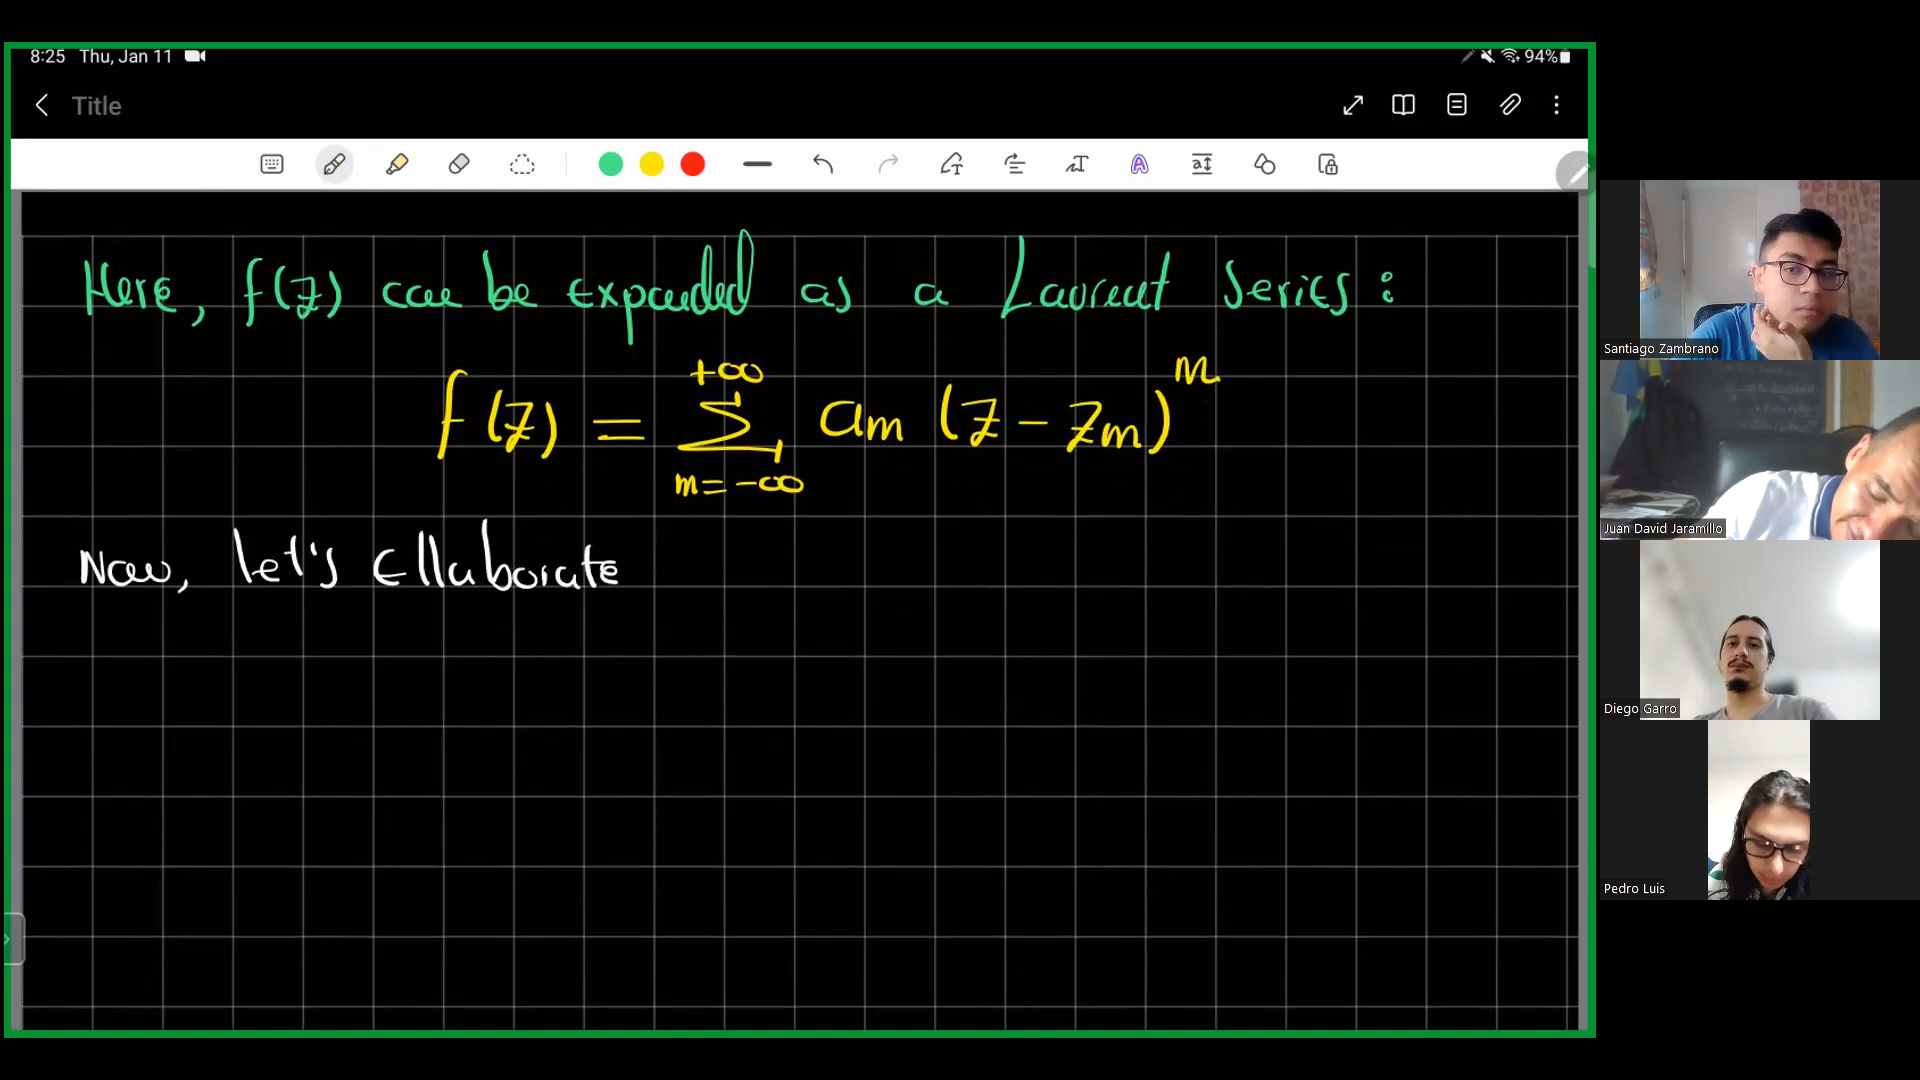 8:25 Thu, Jan 11 94%
Title
Here, f(z) can be expanded as a Laurent Series:
f(z) = +∞ Σ m=-∞ am (z - zm)^m
Now, let's Ellaborate
Santiago Zambrano
Juan David Jaramillo
Diego Garro
Pedro Luis